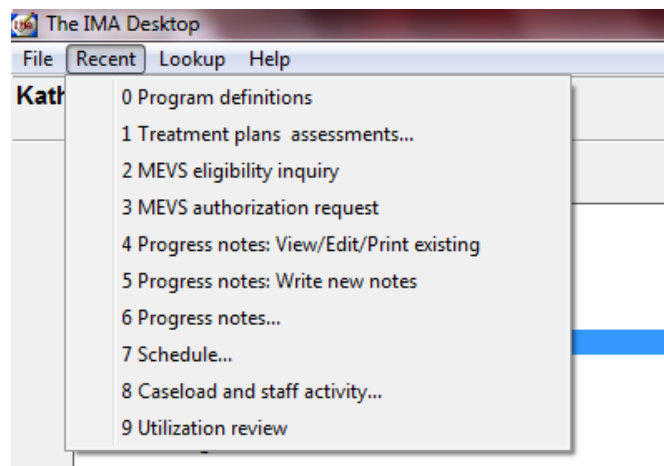 The IMA Desktop
File Recent Lookup Help
Kath
0 Program definitions
1 Treatment plans  assessments...
2 MEVS eligibility inquiry
3 MEVS authorization request
4 Progress notes: View/Edit/Print existing
5 Progress notes: Write new notes
6 Progress notes...
7 Schedule...
8 Caseload and staff activity...
9 Utilization review